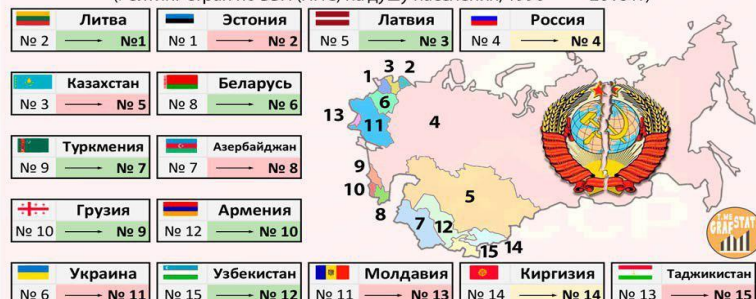 Литва Эстония Латвия Россия
№ 2 → №1 № 1 → № 2 № 5 → № 3 № 4 → № 4
Казахстан Беларусь
№ 3 → № 5 № 8 → № 6
Туркмения Азербайджан
№ 9 → № 7 № 7 → № 8
Грузия Армения
№ 10 → № 9 № 12 → № 10
Украина Узбекистан Молдавия Киргизия Таджикистан
№ 6 → № 11 № 15 → № 12 № 11 → № 13 № 14 → № 14 № 13 → № 15
1 3 2
6
13 11 4
9
10 5
8 7 12
15 14
СССР
T.ME
GRAFSTAT